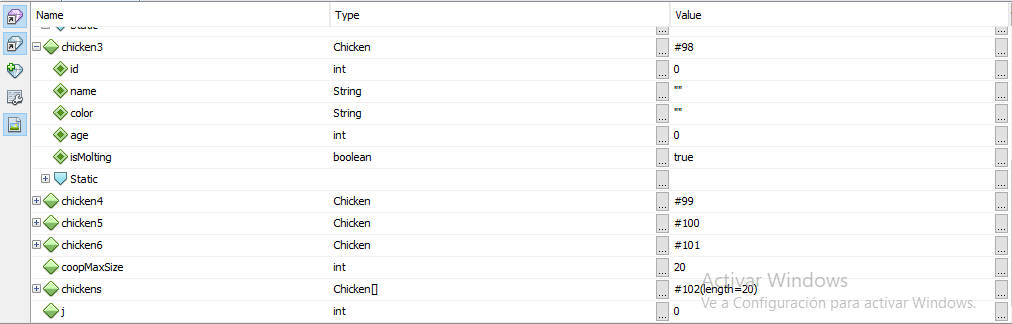 Name Type Value
Static
chicken3 Chicken ... #98 ...
id int ... 0 ...
name String ... "" ...
color String ... "" ...
age int ... 0 ...
isMolting boolean ... true ...
Static ... ...
chicken4 Chicken ... #99 ...
chicken5 Chicken ... #100 ...
chicken6 Chicken ... #101 ...
coopMaxSize int ... 20 ...
chickens Chicken[] ... #102(length=20) ...
j int ... 0 ...
Activar Windows
Ve a Configuración para activar Windows.